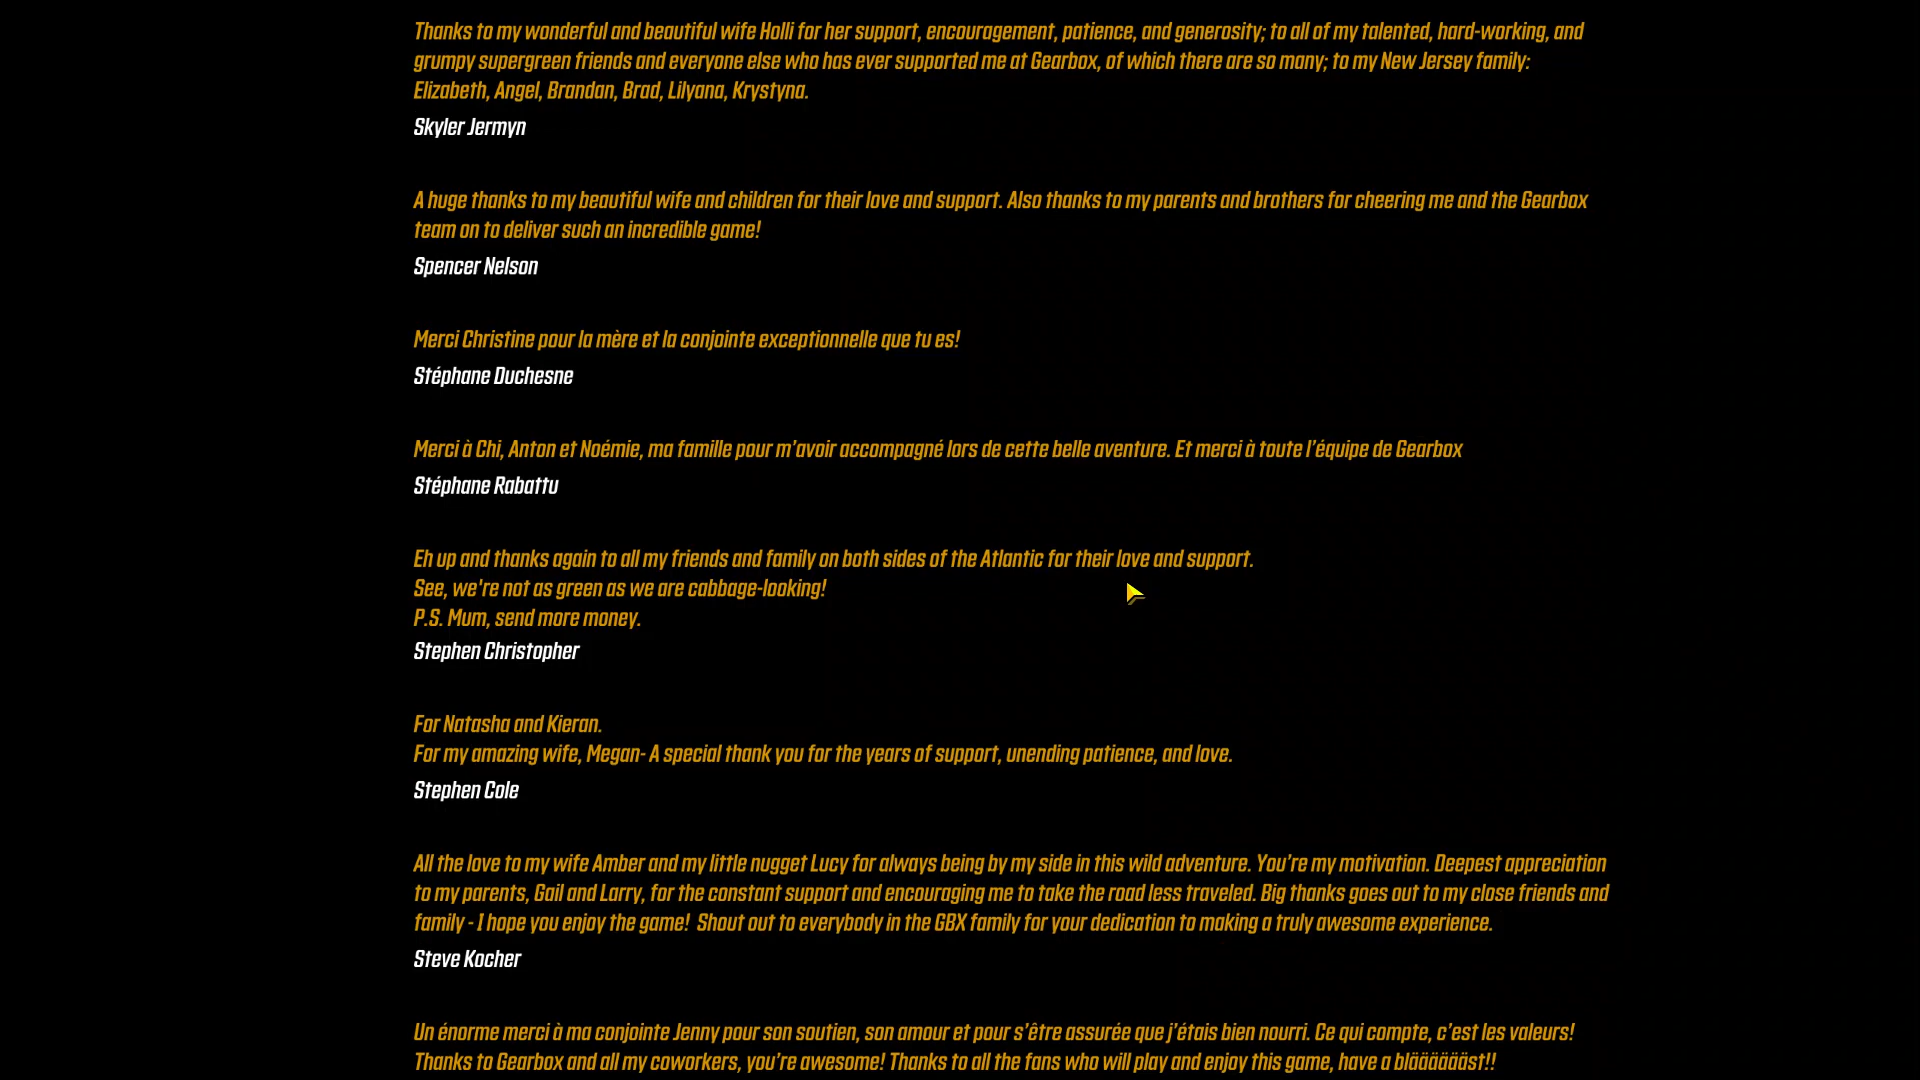 Thanks to my wonderful and beautiful wife Holli for her support, encouragement, patience, and generosity; to all of my talented, hard-working, and
grumpy supergreen friends and everyone else who has ever supported me at Gearbox, of which there are so many; to my New Jersey family:
Elizabeth, Angel, Brandan, Brad, Lilyana, Krystyna.
Skyler Jermyn
A huge thanks to my beautiful wife and children for their love and support. Also thanks to my parents and brothers for cheering me and the Gearbox
team on to deliver such an incredible game!
Spencer Nelson
Merci Christine pour la mère et la conjointe exceptionnelle que tu es!
Stéphane Duchesne
Merci à Chi, Anton et Noémie, ma famille pour m'avoir accompagné lors de cette belle aventure. Et merci à toute l'équipe de Gearbox
Stéphane Rabattu
Eh up and thanks again to all my friends and family on both sides of the Atlantic for their love and support.
See, we're not as green as we are cabbage-looking!
P.S. Mum, send more money.
Stephen Christopher
For Natasha and Kieran.
For my amazing wife, Megan- A special thank you for the years of support, unending patience, and love.
Stephen Cole
All the love to my wife Amber and my little nugget Lucy for always being by my side in this wild adventure. You're my motivation. Deepest appreciation
to my parents, Gail and Larry, for the constant support and encouraging me to take the road less traveled. Big thanks goes out to my close friends and
family - I hope you enjoy the game!  Shout out to everybody in the GBX family for your dedication to making a truly awesome experience.
Steve Kocher
Un énorme merci à ma conjointe Jenny pour son soutien, son amour et pour s'être assurée que j'étais bien nourri. Ce qui compte, c'est les valeurs!
Thanks to Gearbox and all my coworkers, you're awesome! Thanks to all the fans who will play and enjoy this game, have a bläääääääst!!